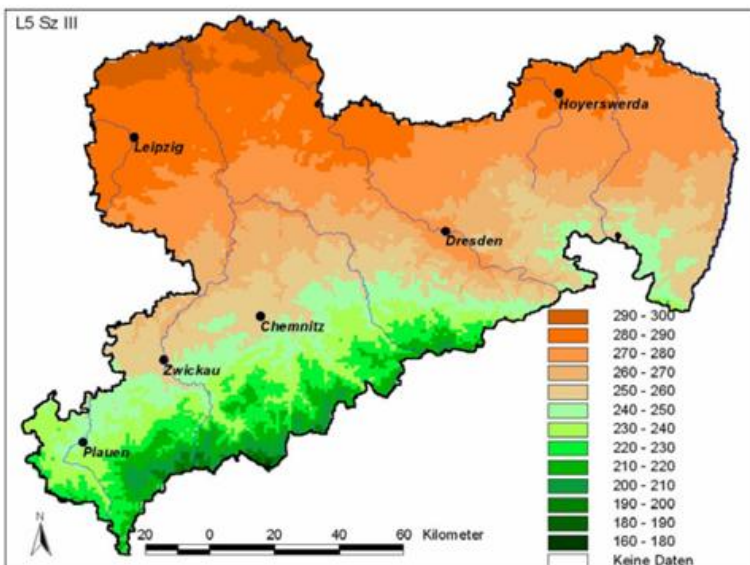 L5 Sz III
Hoyerswerda
Leipzig
Dresden
Chemnitz
Zwickau
Plauen
290 - 300
280 - 290
270 - 280
260 - 270
250 - 260
240 - 250
230 - 240
220 - 230
210 - 220
200 - 210
190 - 200
180 - 190
160 - 180
Keine Daten
N
20 0 20 40 60 Kilometer